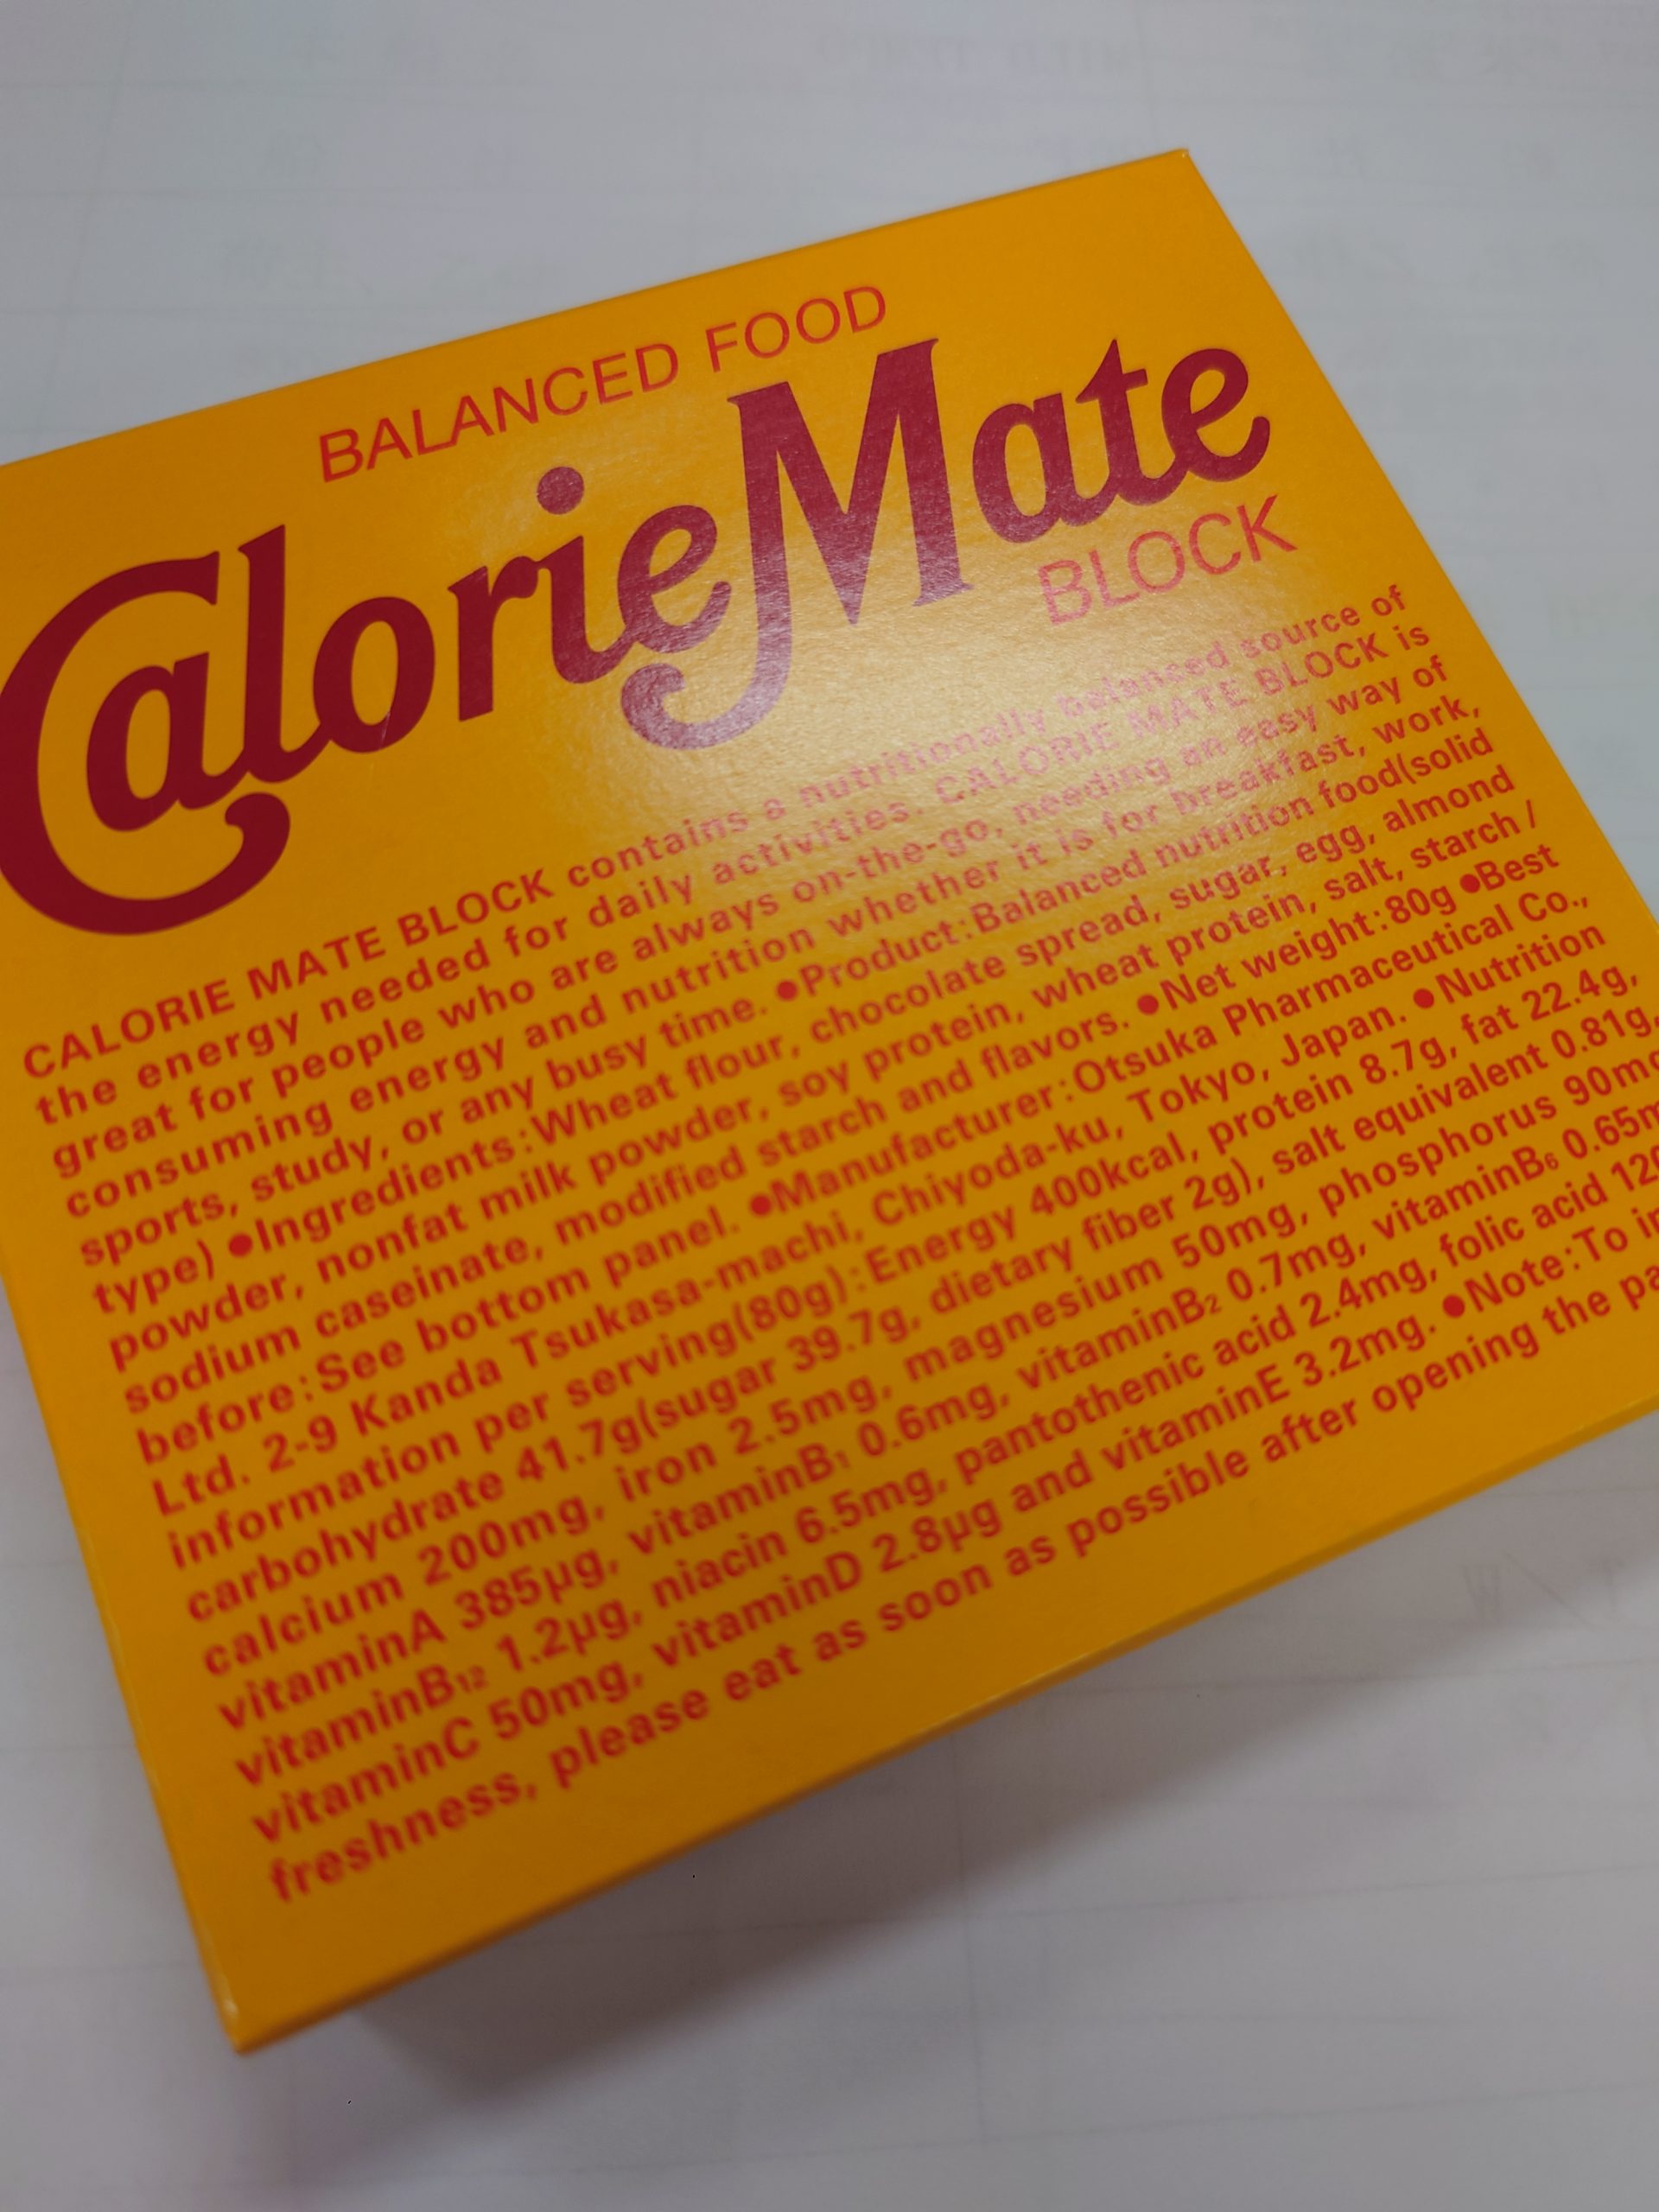 BALANCED FOOD
CalorieMate
BLOCK
CALORIE MATE BLOCK contains a nutritionally balanced source of
the energy needed for daily activities. CALORIE MATE BLOCK is
great for people who are always on-the-go, needing an easy way of
consuming energy and nutrition whether it is for breakfast, work,
sports, study, or any busy time. ●Product:Balanced nutrition food(solid
type) ●Ingredients:Wheat flour, chocolate spread, sugar, egg, almond
powder, nonfat milk powder, soy protein, wheat protein, salt, starch/
sodium caseinate, modified starch and flavors. ●Net weight:80g ●Best
before:See bottom panel. ●Manufacturer:Otsuka Pharmaceutical Co.,
Ltd. 2-9 Kanda Tsukasa-machi, Chiyoda-ku, Tokyo, Japan. ●Nutrition
information per serving(80g):Energy 400kcal, protein 8.7g, fat 22.4g,
carbohydrate 41.7g(sugar 39.7g, dietary fiber 2g), salt equivalent 0.81g,
calcium 200mg, iron 2.5mg, magnesium 50mg, phosphorus 90mg
vitaminA 385μg, vitaminB₁ 0.6mg, vitaminB₂ 0.7mg, vitaminB₆ 0.65m
vitaminB₁₂ 1.2μg, niacin 6.5mg, pantothenic acid 2.4mg, folic acid 120
vitaminC 50mg, vitaminD 2.8μg and vitaminE 3.2mg. ●Note:To
freshness, please eat as soon as possible after opening the